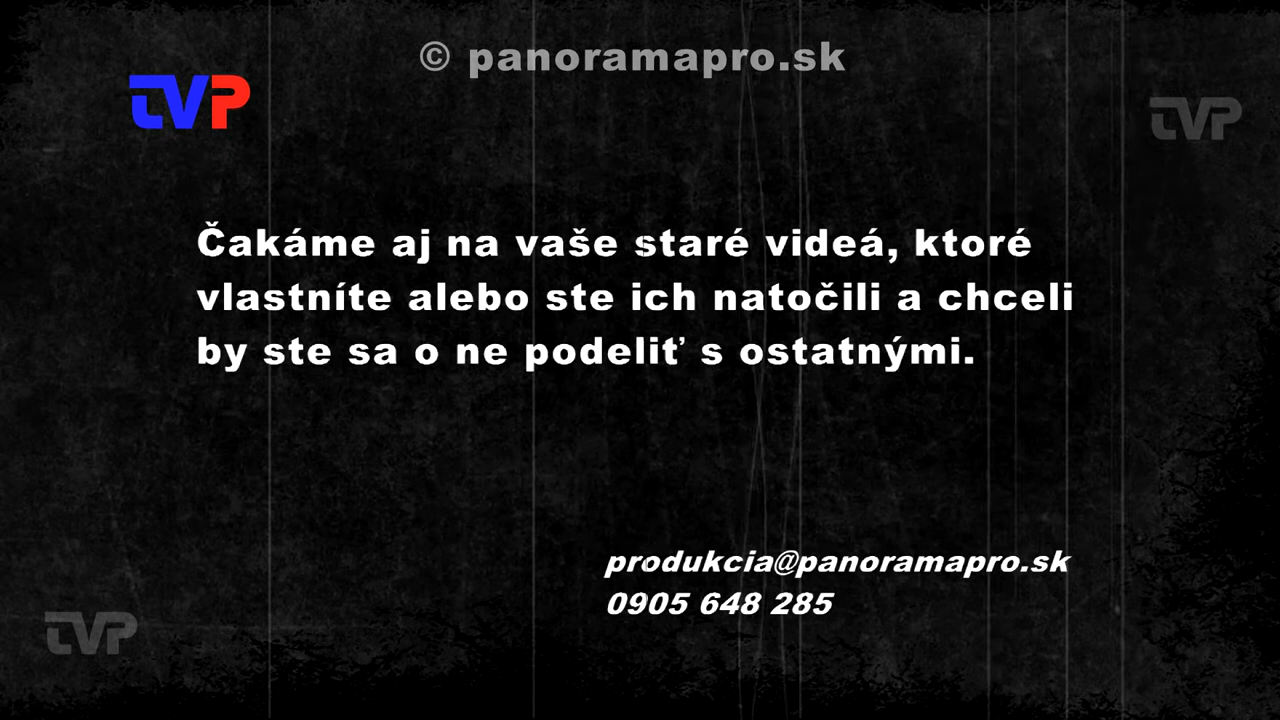 © panoramapro.sk
TVP
TVP
Čakáme aj na vaše staré videá, ktoré
vlastníte alebo ste ich natočili a chceli
by ste sa o ne podeliť s ostatnými.
produkcia@panoramapro.sk
0905 648 285
TVP